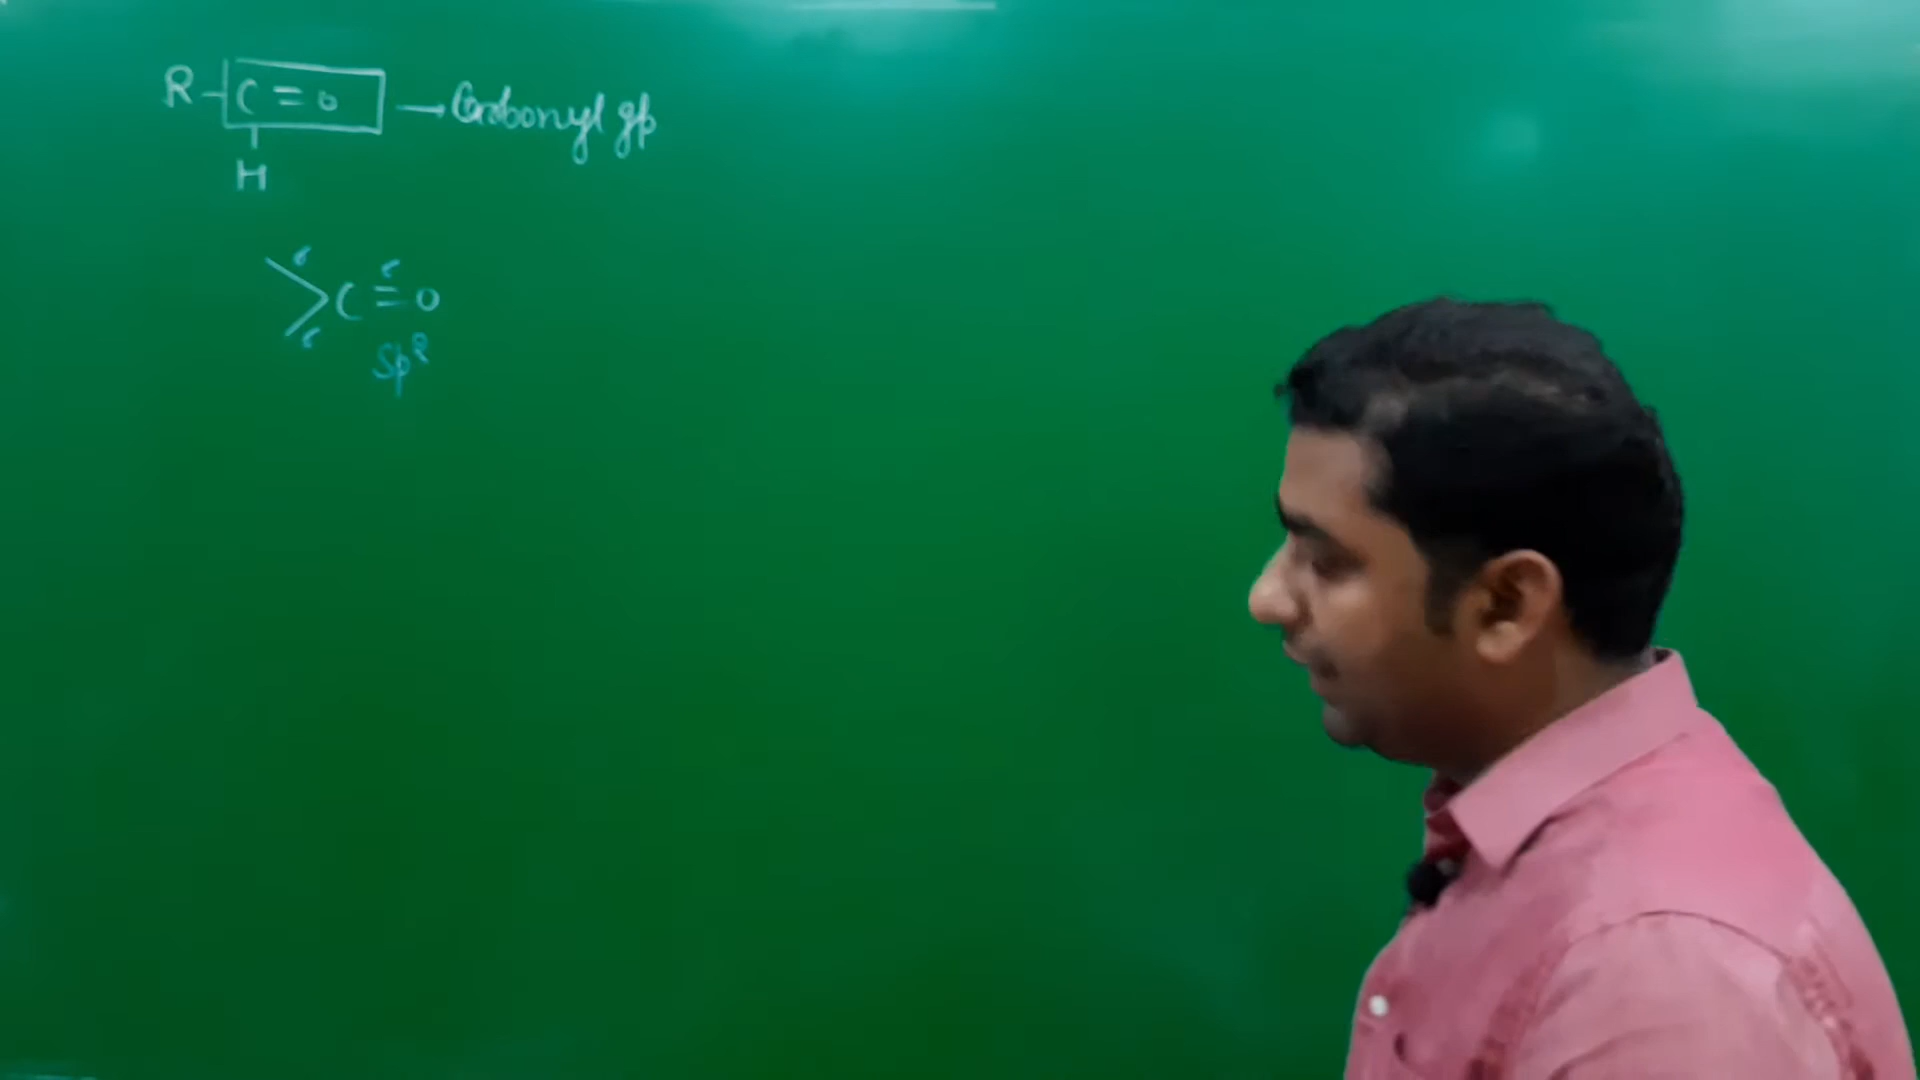 R-C=O → Carbonyl gp
H
σ σ
>C=O
σ
Sp²